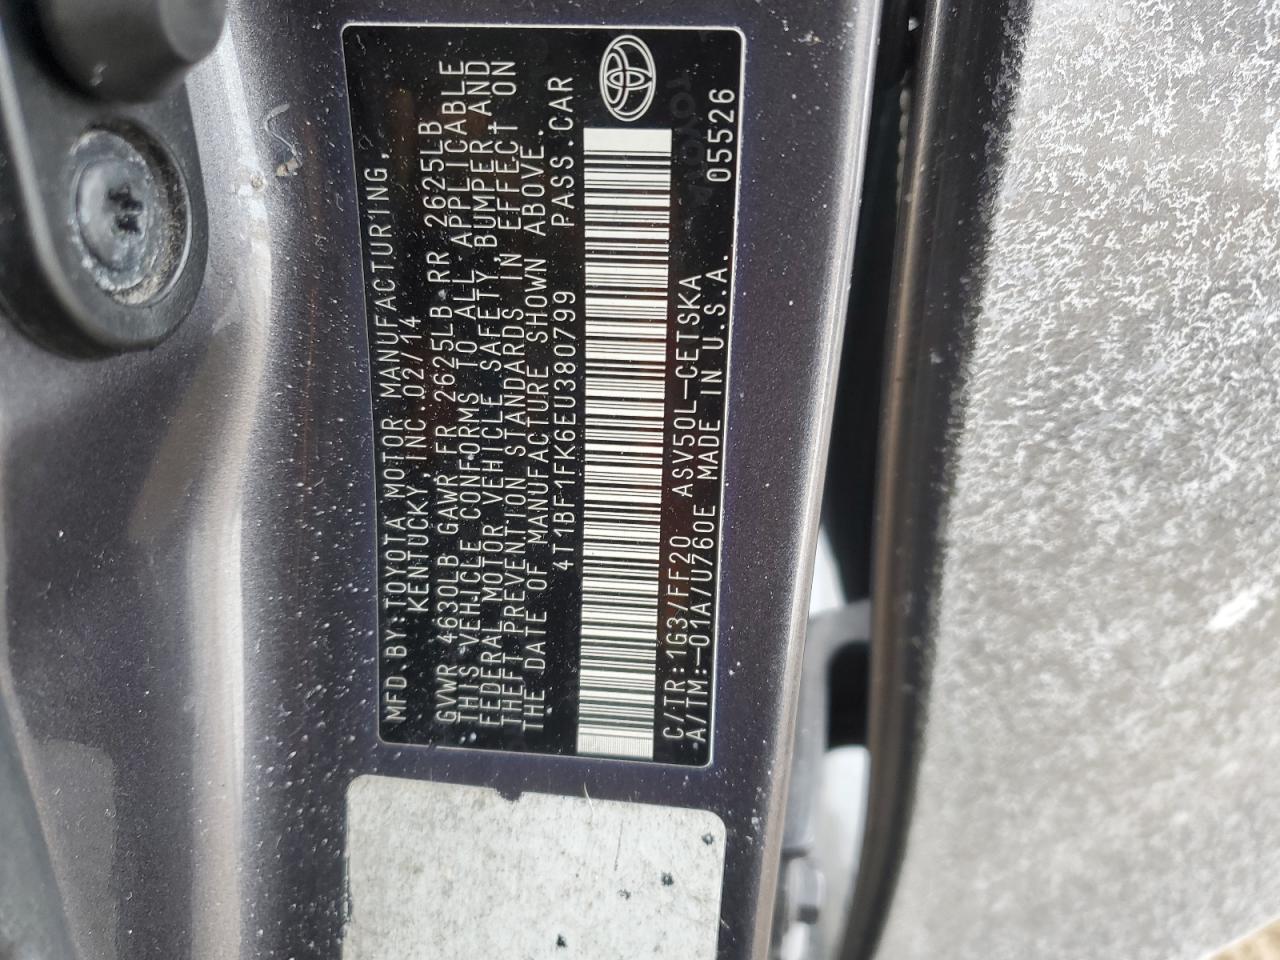 MFD.BY:TOYOTA MOTOR MANUFACTURING,
KENTUCKY, INC.02/14
GVWR 4630LB GAWR FR 2625LB RR 2625LB
THIS VEHICLE CONFORMS TO ALL APPLICABLE
FEDERAL MOTOR VEHICLE SAFETY, BUMPER, AND
THEFT PREVENTION STANDARDS IN EFFECT ON
THE DATE OF MANUFACTURE SHOWN ABOVE.
4T1BF1FK6EU380799 PASS.CAR
C/TR:1G3/FF20 ASV50L-CETSKA
A/TM:-01A/U760E MADE IN U.S.A. 05526
TOYOTA